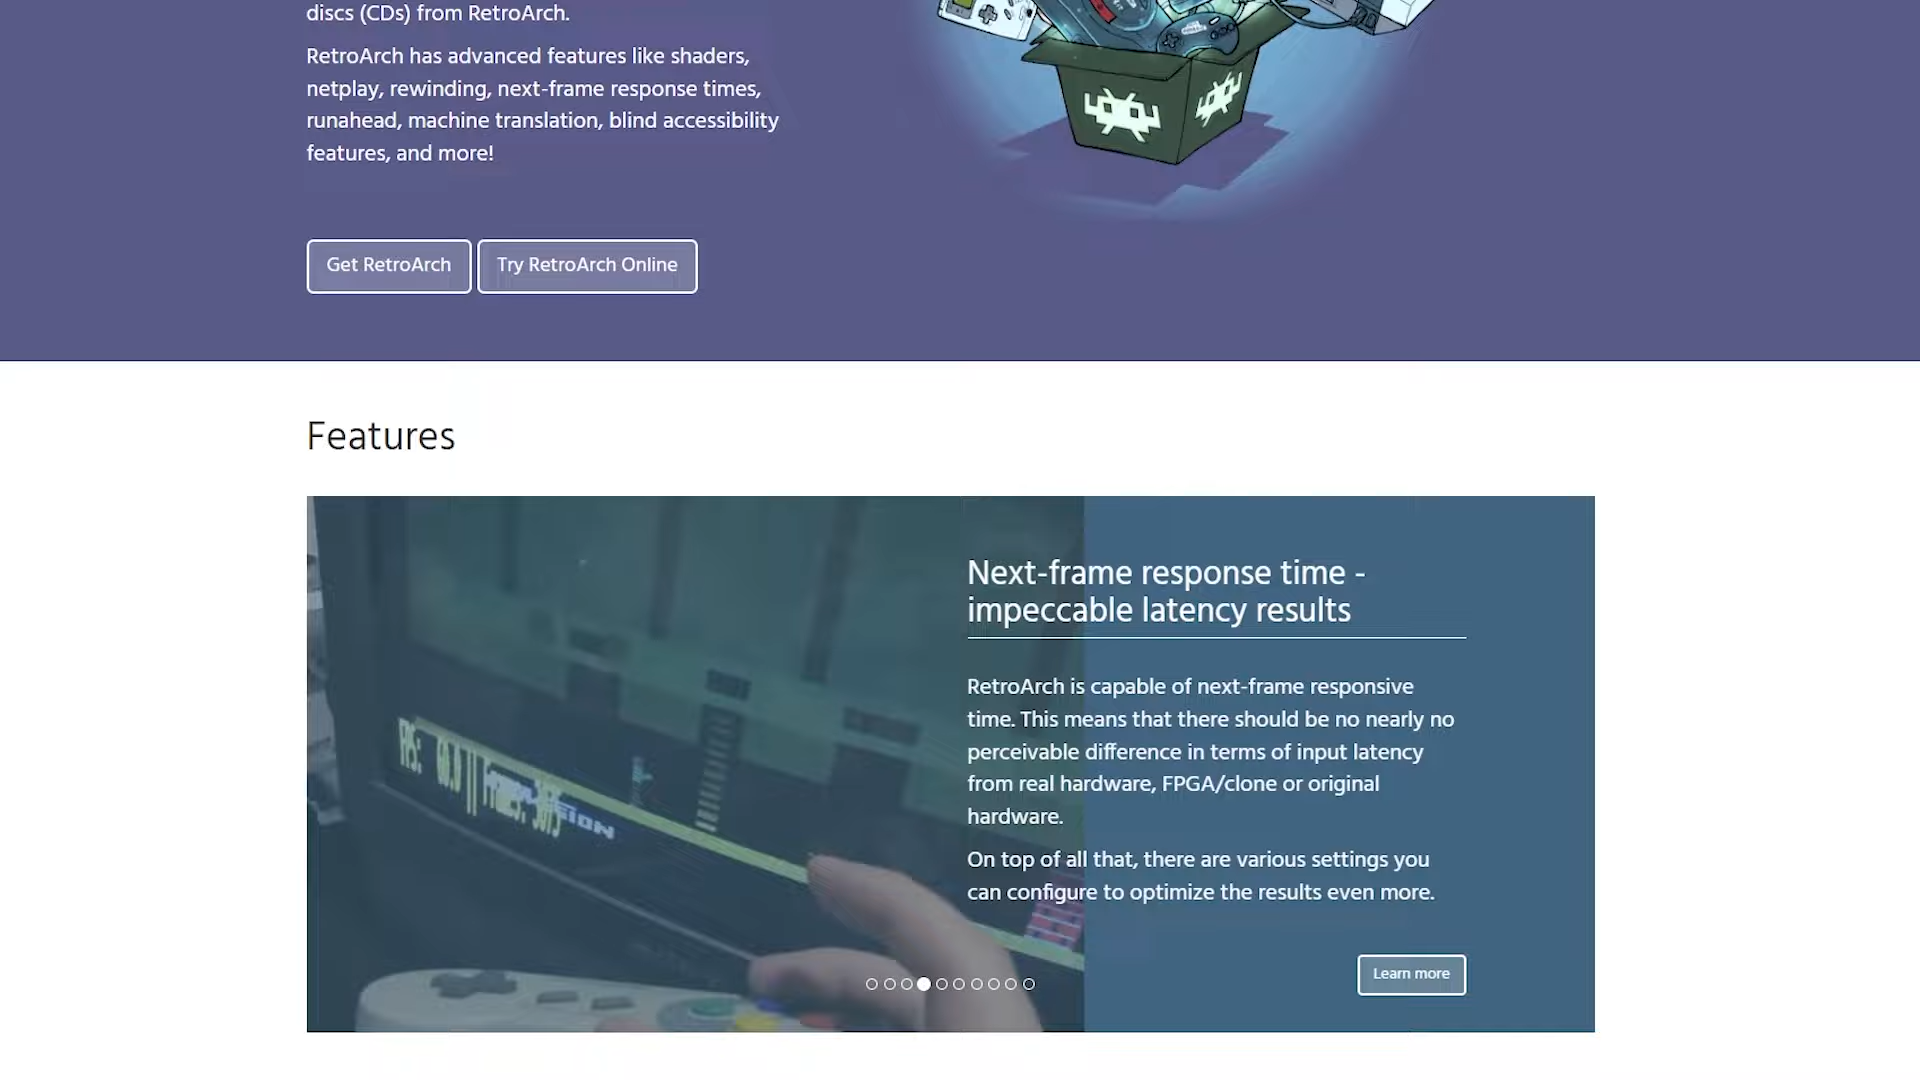 discs (CDs) from RetroArch.
RetroArch has advanced features like shaders,
netplay, rewinding, next-frame response times,
runahead, machine translation, blind accessibility
features, and more!
Get RetroArch
Try RetroArch Online
Features
Next-frame response time -
impeccable latency results
RetroArch is capable of next-frame responsive
time. This means that there should be no nearly no
perceivable difference in terms of input latency
from real hardware, FPGA/clone or original
hardware.
On top of all that, there are various settings you
can configure to optimize the results even more.
Learn more